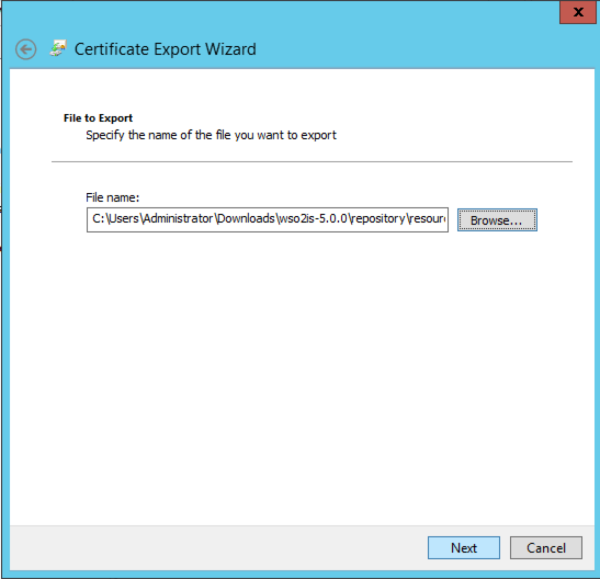 x
Certificate Export Wizard
File to Export
Specify the name of the file you want to export
File name:
C:\Users\Administrator\Downloads\wso2is-5.0.0\repository\resour
Browse...
Next
Cancel